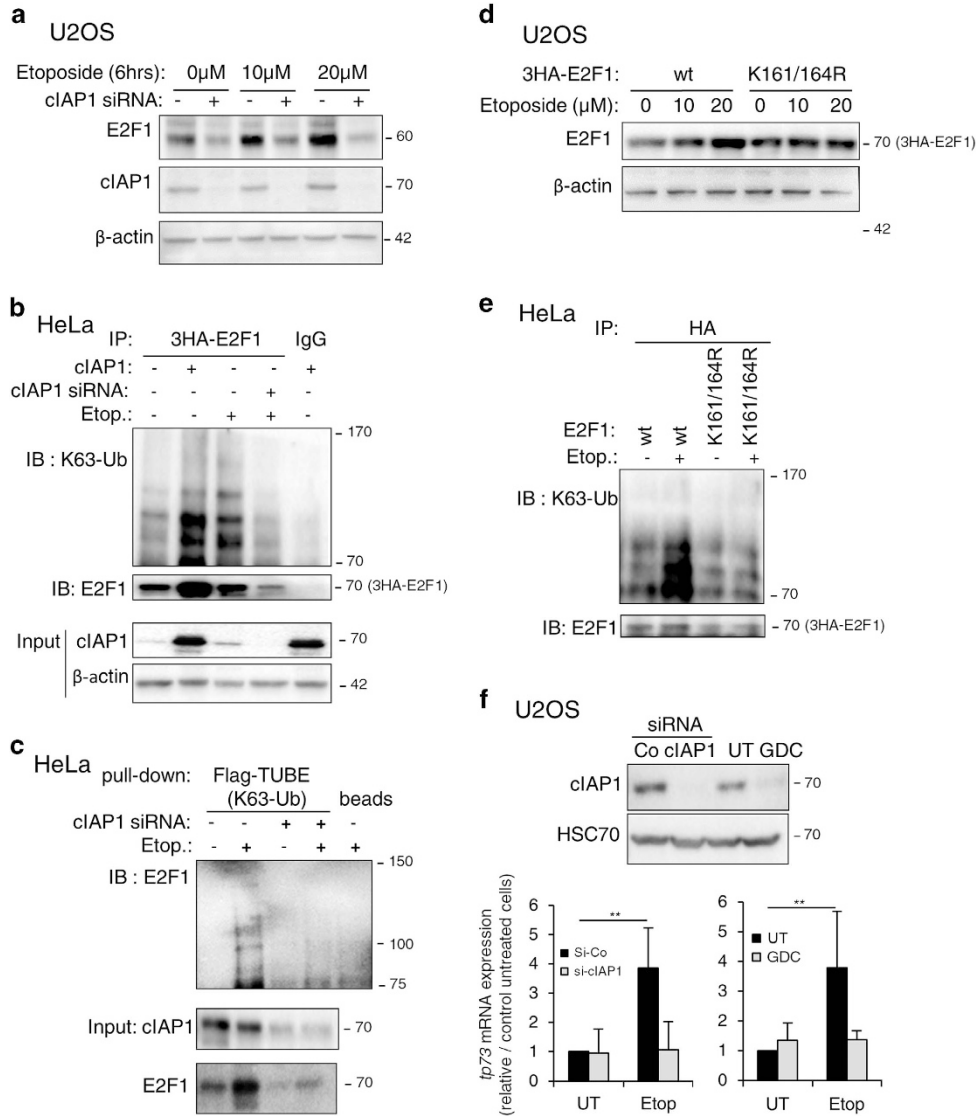 a
U2OS
Etoposide (6hrs): 0µM 10µM 20µM
cIAP1 siRNA: - + - + - +
E2F1 - 60
cIAP1 - 70
β-actin - 42
b
HeLa
IP: 3HA-E2F1 IgG
cIAP1: - + - - +
cIAP1 siRNA: - - - + -
Etop.: - - + + -
- 170
IB : K63-Ub
- 70
IB: E2F1 - 70 (3HA-E2F1)
Input cIAP1 - 70
β-actin - 42
c
HeLa
pull-down: Flag-TUBE
(K63-Ub) beads
cIAP1 siRNA: - - + + -
Etop.: - + - + +
- 150
IB : E2F1
- 100
- 75
Input: cIAP1 - 70
E2F1 - 70
d
U2OS
3HA-E2F1: wt K161/164R
Etoposide (µM): 0 10 20 0 10 20
E2F1 - 70 (3HA-E2F1)
β-actin
- 42
e
HeLa
IP: HA
E2F1: wt wt K161/164R K161/164R
Etop.: - + - +
- 170
IB : K63-Ub
- 70
IB: E2F1 - 70 (3HA-E2F1)
f
U2OS
siRNA
Co cIAP1 UT GDC
cIAP1 - 70
HSC70 - 70
tp73 mRNA expression
(relative / control untreated cells)
6
5
4
3
2
1
0
**
Si-Co
si-cIAP1
UT Etop
6
5
4
3
2
1
0
**
UT
GDC
UT Etop